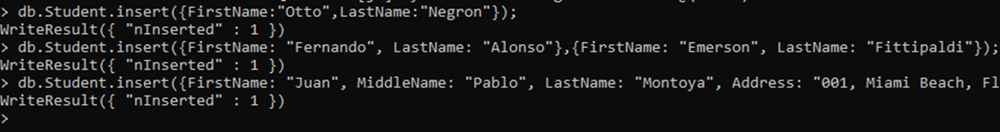 > db.Student.insert({FirstName:"Otto",LastName:"Negron"});
WriteResult({ "nInserted" : 1 })
> db.Student.insert({FirstName: "Fernando", LastName: "Alonso"},{FirstName: "Emerson", LastName: "Fittipaldi"});
WriteResult({ "nInserted" : 1 })
> db.Student.insert({FirstName: "Juan", MiddleName: "Pablo", LastName: "Montoya", Address: "001, Miami Beach, Fl
WriteResult({ "nInserted" : 1 })
>